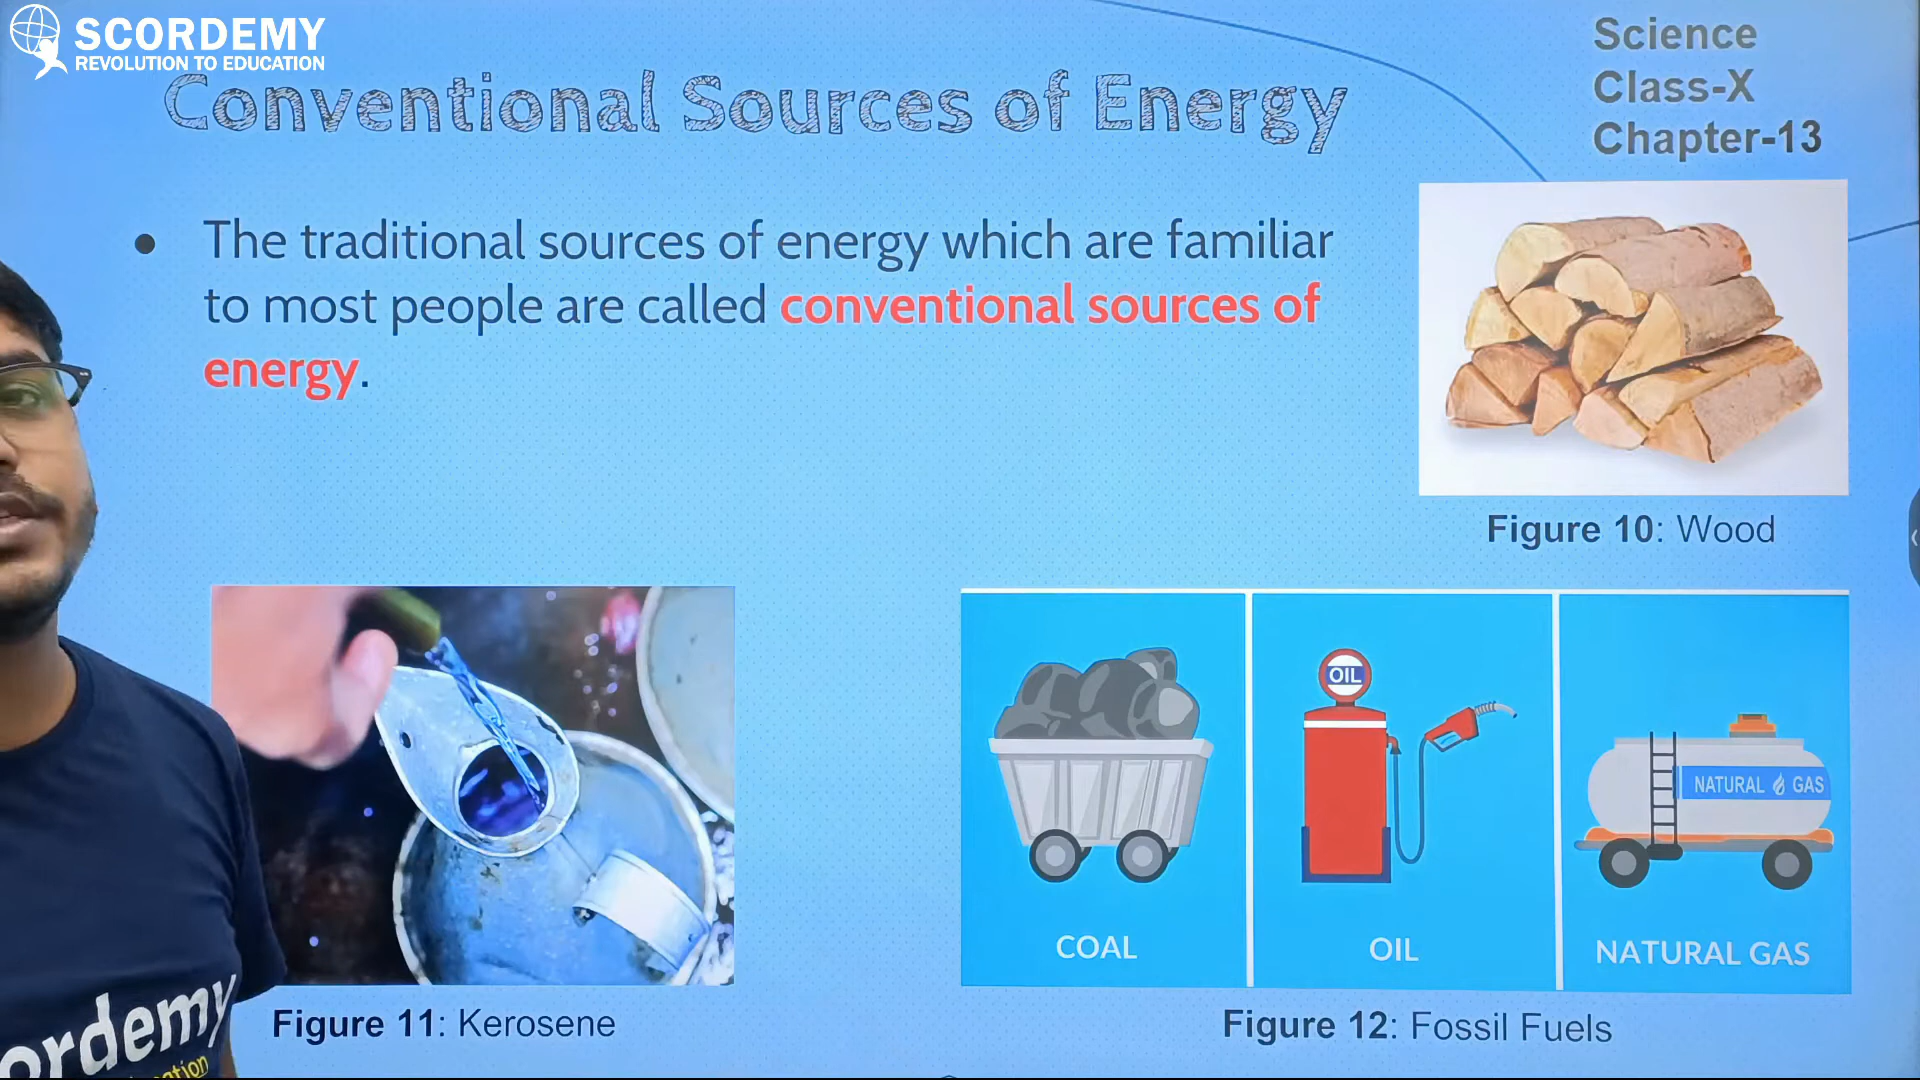 SCORDEMY
REVOLUTION TO EDUCATION
Conventional Sources of Energy
Science
Class-X
Chapter-13
● The traditional sources of energy which are familiar
to most people are called conventional sources of
energy.
Figure 10: Wood
OIL
NATURAL GAS
COAL
OIL
NATURAL GAS
Figure 11: Kerosene
Figure 12: Fossil Fuels
ordemy